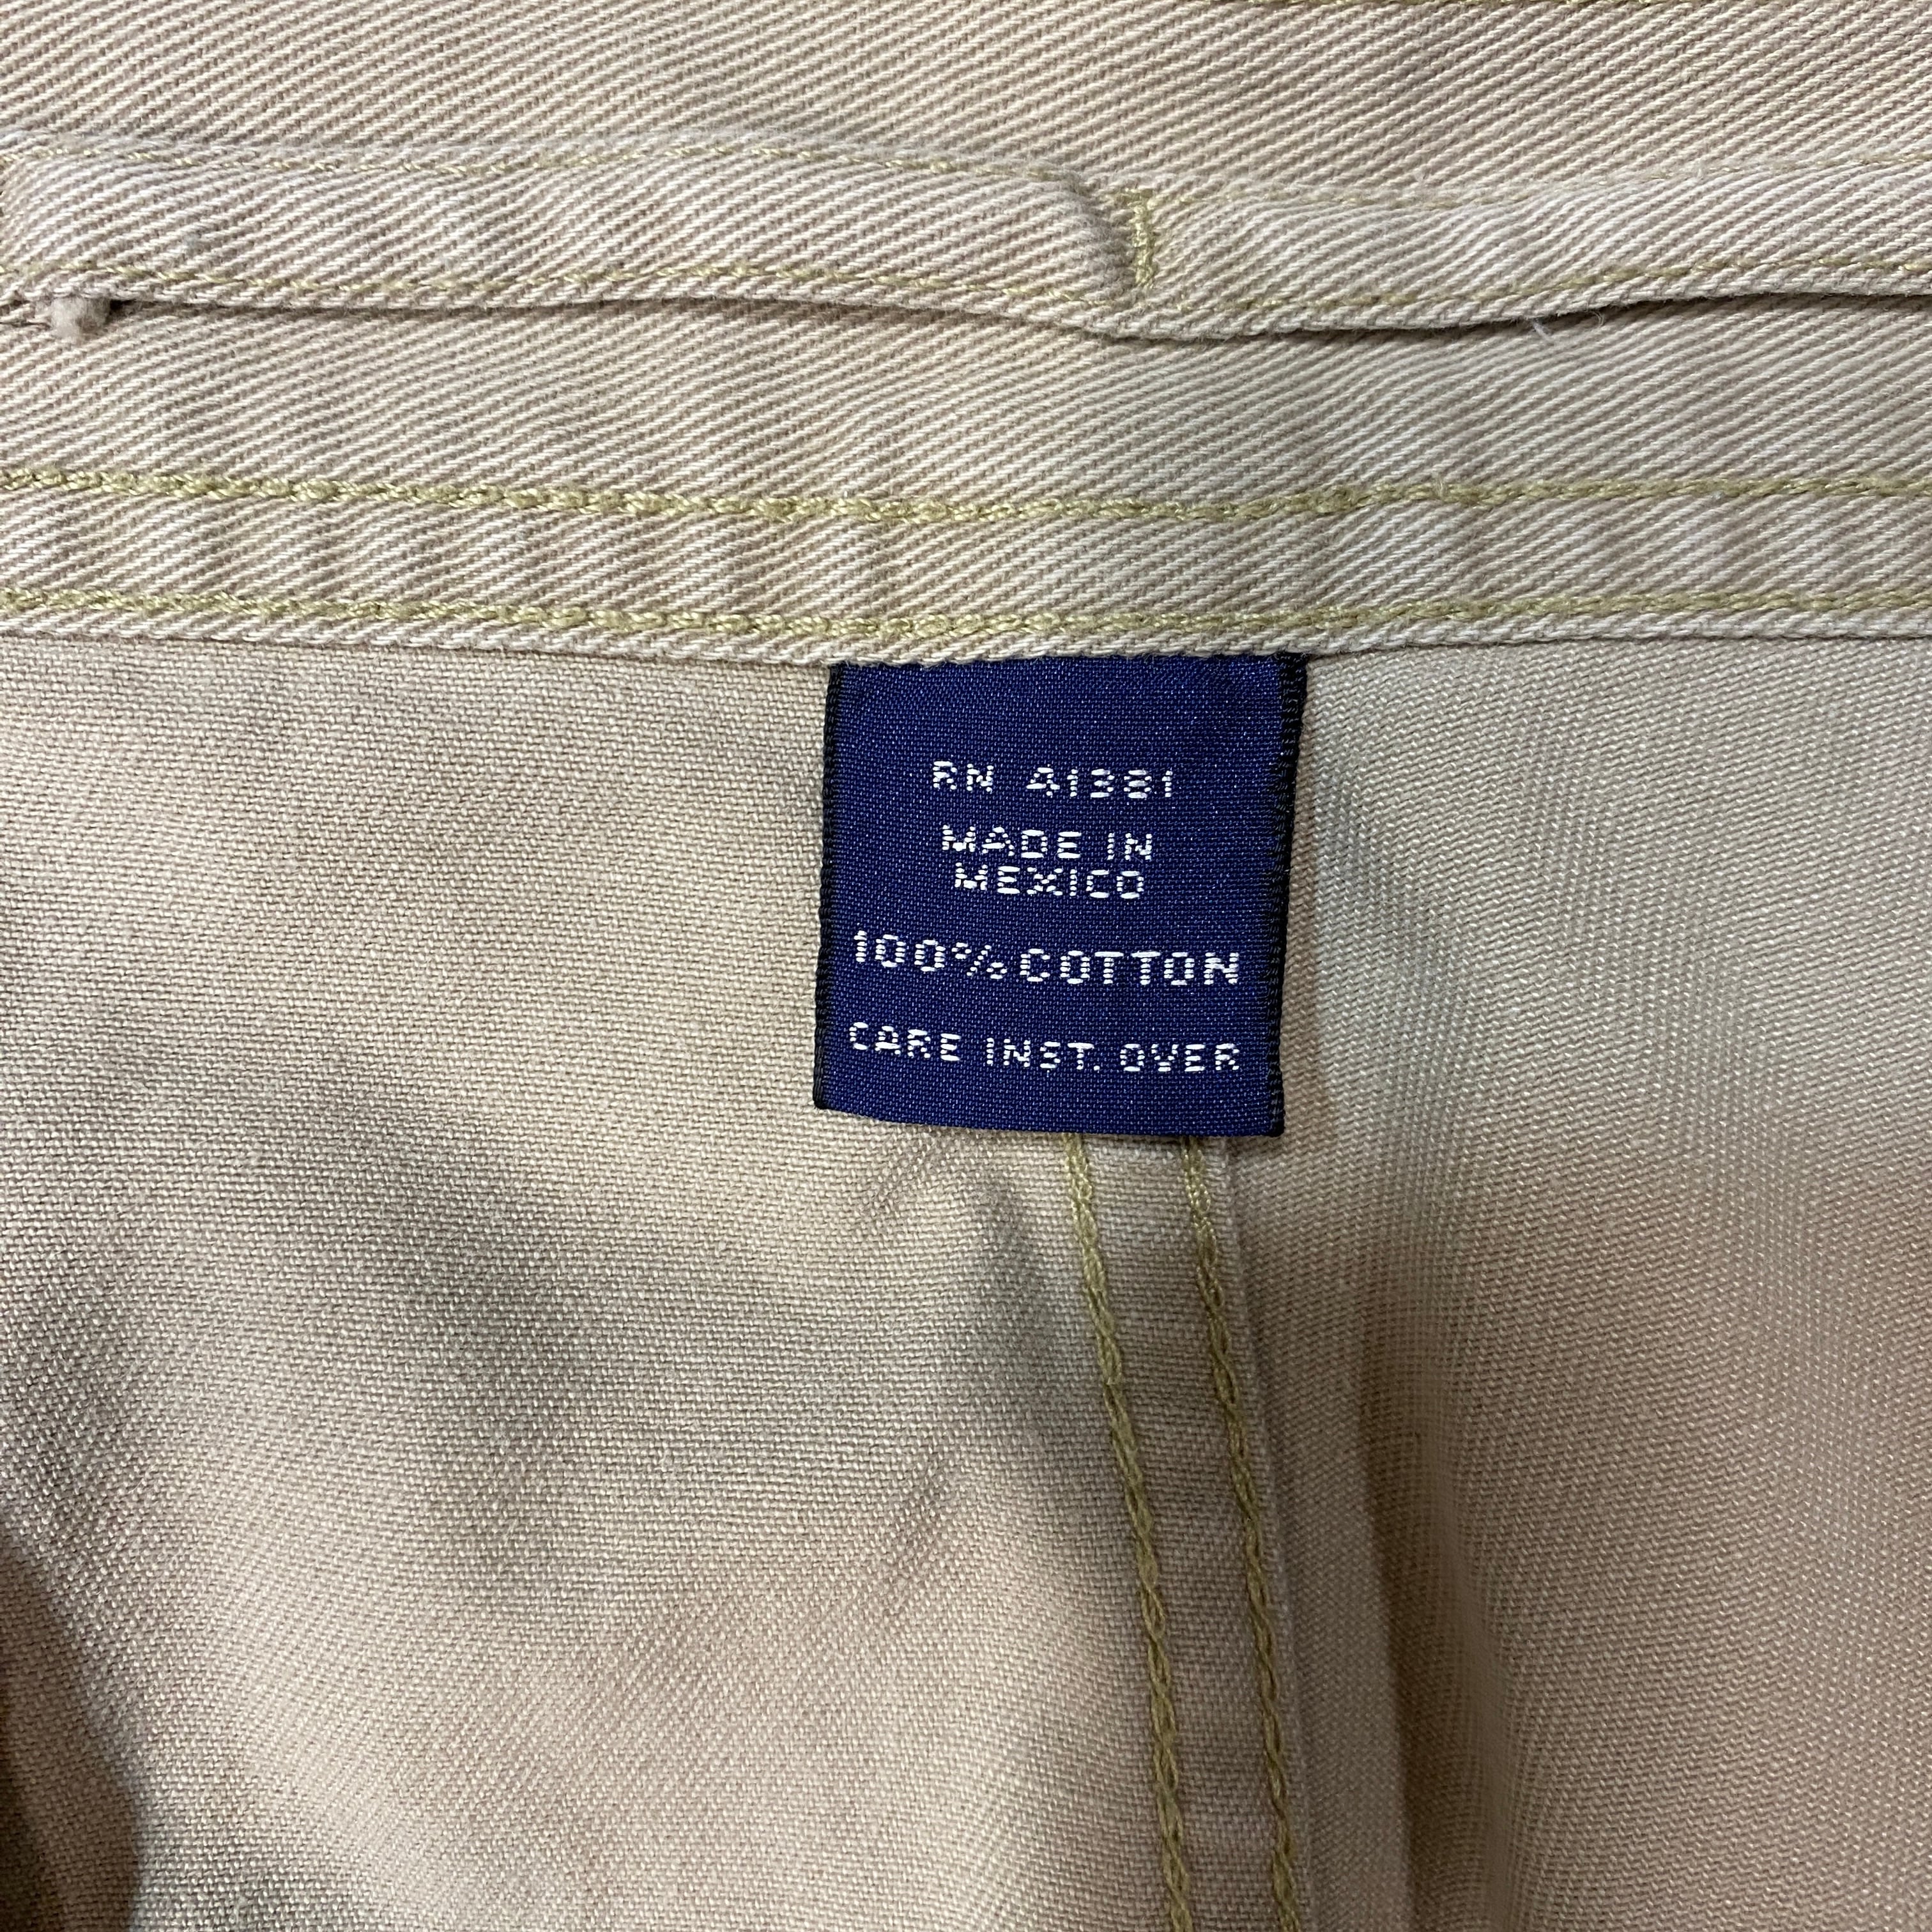 RN 41381
MADE IN
MEXICO
100% COTTON
CARE INST. OVER